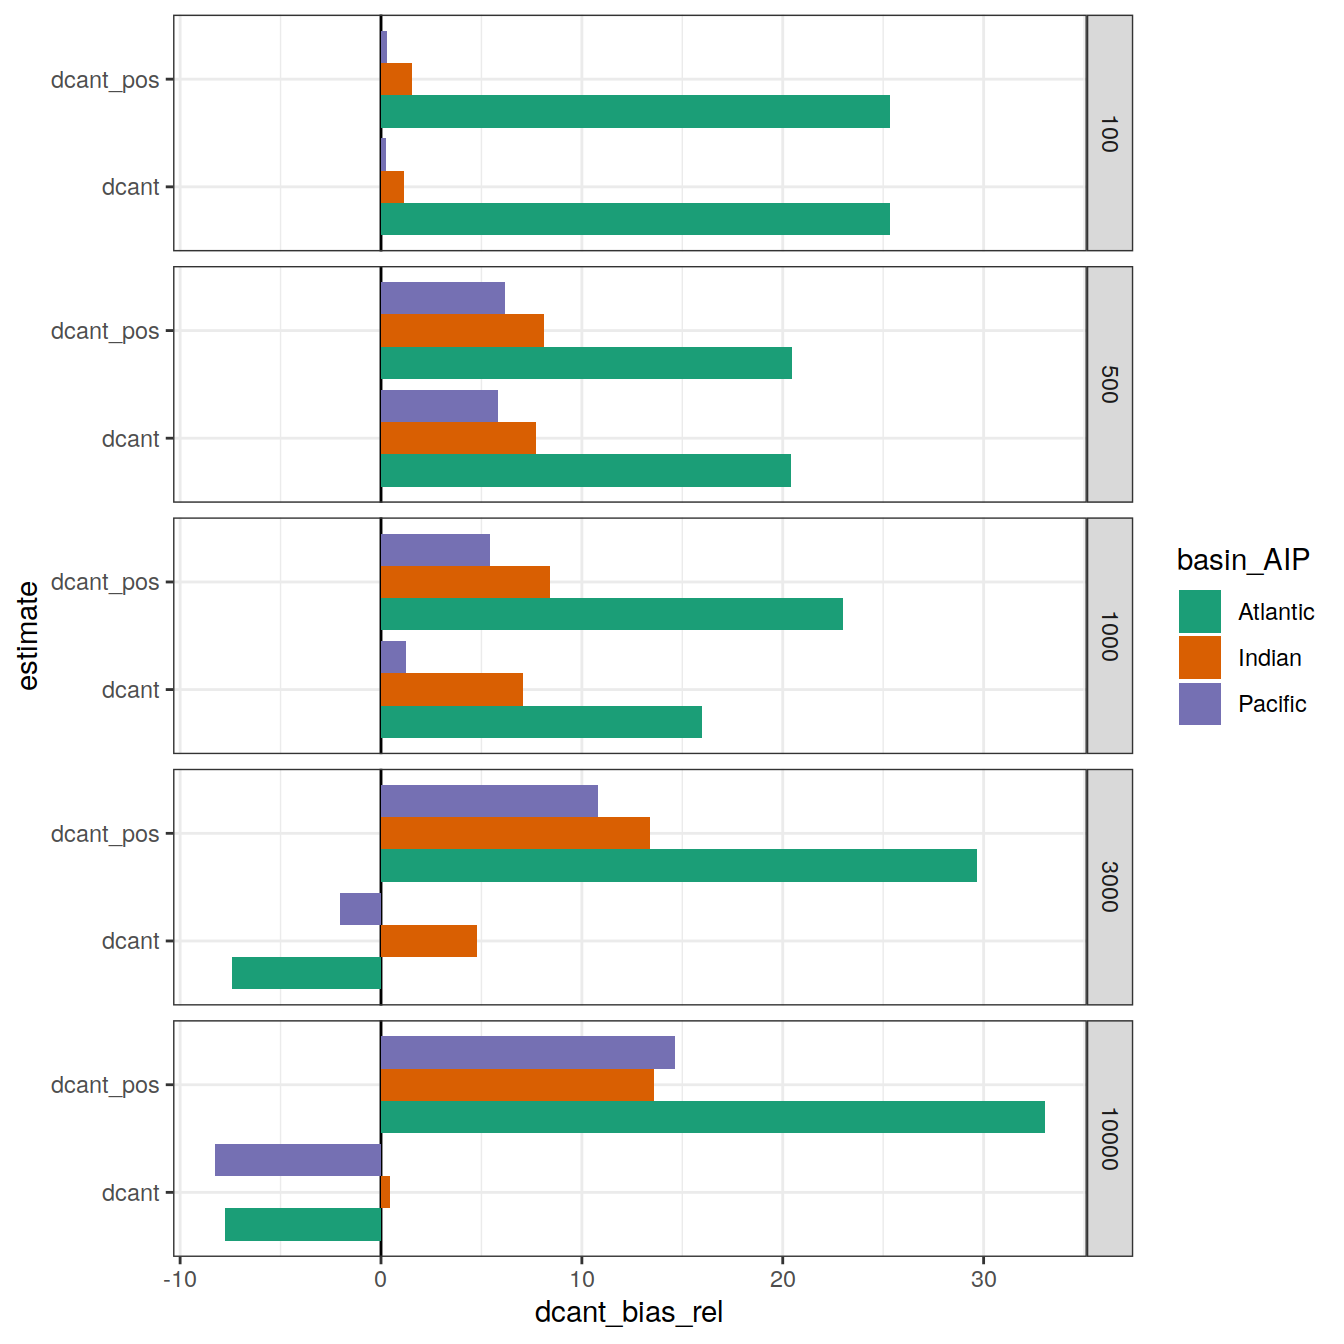 dcant_pos
dcant
100
dcant_pos
dcant
500
dcant_pos
dcant
1000
dcant_pos
dcant
3000
dcant_pos
dcant
10000
-10 0 10 20 30
dcant_bias_rel
estimate
basin_AIP
Atlantic
Indian
Pacific